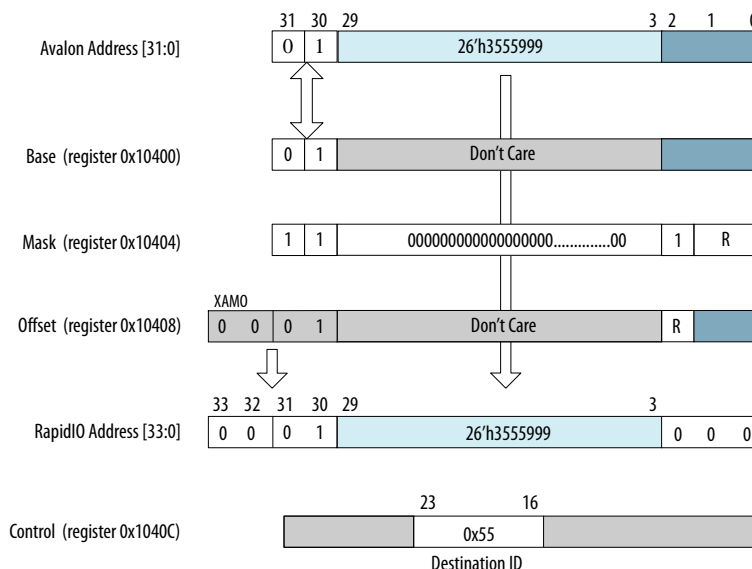 31 30 29 3 2 1
Avalon Address [31:0] 0 1 26'h3555999
Base (register 0x10400) 0 1 Don't Care
Mask (register 0x10404) 1 1 000000000000000000..............00 1 R
XAMO
Offset (register 0x10408) 0 0 0 1 Don't Care R
33 32 31 30 29 3
RapidIO Address [33:0] 0 0 0 1 26'h3555999 0 0 0
23 16
Control (register 0x1040C) 0x55
Destination ID